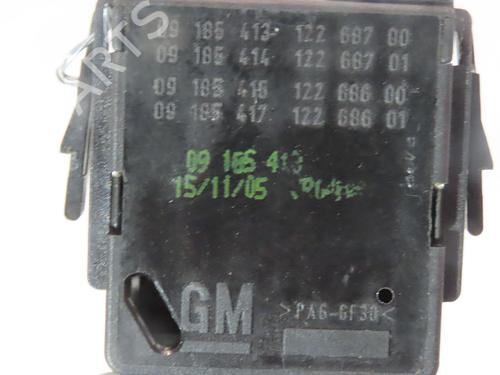 09 185 413 122 687 00
09 185 414 122 687 01
09 185 415 122 686 00
09 185 417 122 686 01
09 185 413
15/11/05
GM
>PA6-GF30<